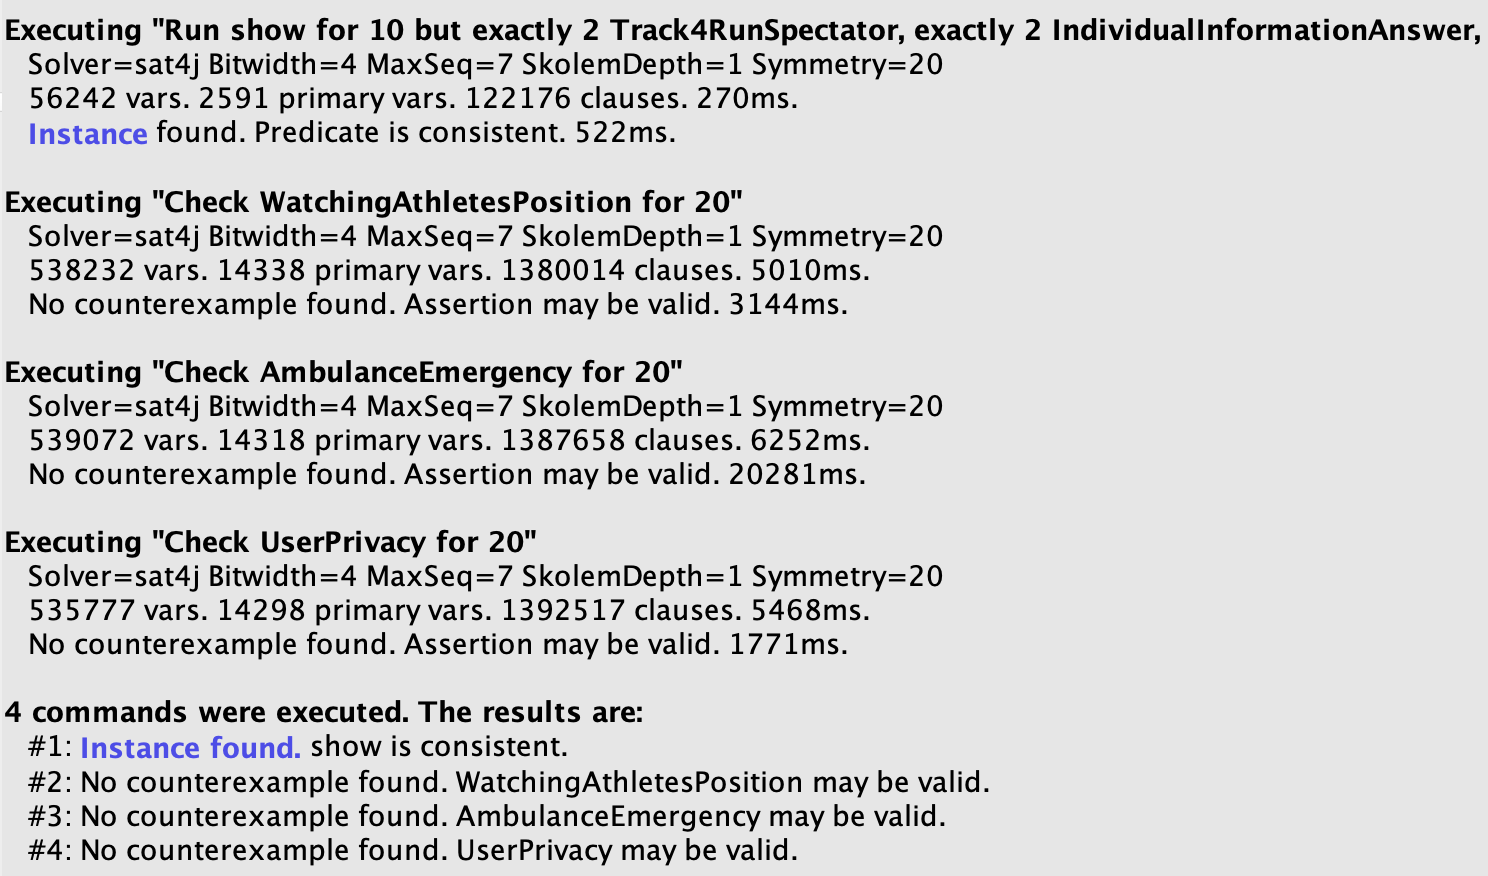 Executing "Run show for 10 but exactly 2 Track4RunSpectator, exactly 2 IndividualInformationAnswer,
Solver=sat4j Bitwidth=4 MaxSeq=7 SkolemDepth=1 Symmetry=20
56242 vars. 2591 primary vars. 122176 clauses. 270ms.
Instance found. Predicate is consistent. 522ms.
Executing "Check WatchingAthletesPosition for 20"
Solver=sat4j Bitwidth=4 MaxSeq=7 SkolemDepth=1 Symmetry=20
538232 vars. 14338 primary vars. 1380014 clauses. 5010ms.
No counterexample found. Assertion may be valid. 3144ms.
Executing "Check AmbulanceEmergency for 20"
Solver=sat4j Bitwidth=4 MaxSeq=7 SkolemDepth=1 Symmetry=20
539072 vars. 14318 primary vars. 1387658 clauses. 6252ms.
No counterexample found. Assertion may be valid. 20281ms.
Executing "Check UserPrivacy for 20"
Solver=sat4j Bitwidth=4 MaxSeq=7 SkolemDepth=1 Symmetry=20
535777 vars. 14298 primary vars. 1392517 clauses. 5468ms.
No counterexample found. Assertion may be valid. 1771ms.
4 commands were executed. The results are:
#1: Instance found. show is consistent.
#2: No counterexample found. WatchingAthletesPosition may be valid.
#3: No counterexample found. AmbulanceEmergency may be valid.
#4: No counterexample found. UserPrivacy may be valid.